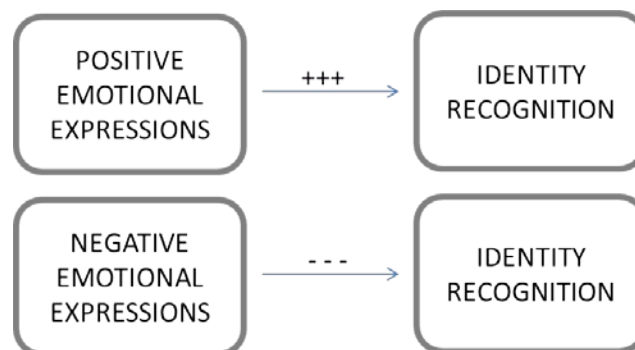 POSITIVE
EMOTIONAL
EXPRESSIONS
+++
IDENTITY
RECOGNITION
NEGATIVE
EMOTIONAL
EXPRESSIONS
- - -
IDENTITY
RECOGNITION